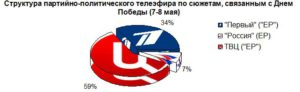 Структура партийно-политического телеэфира по сюжетам, связанным с Днем
Победы (7-8 мая)
34%
7%
59%
"Первый" ("ЕР")
"Россия" (ЕР)
ТВЦ ("ЕР")